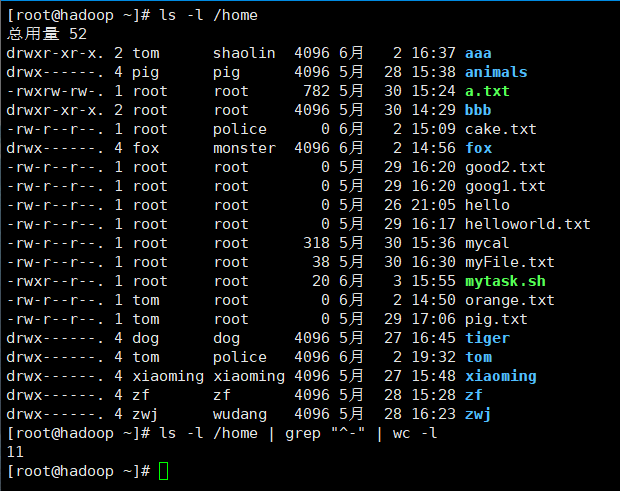 [root@hadoop ~]# ls -l /home
总用量 52
drwxr-xr-x. 2 tom      shaolin  4096 6月   2 16:37 aaa
drwx------. 4 pig      pig      4096 5月  28 15:38 animals
-rwxrw-rw-. 1 root     root      782 5月  30 15:24 a.txt
drwxr-xr-x. 2 root     root     4096 5月  30 14:29 bbb
-rw-r--r--. 1 root     police      0 6月   2 15:09 cake.txt
drwx------. 4 fox      monster  4096 6月   2 14:56 fox
-rw-r--r--. 1 root     root        0 5月  29 16:20 good2.txt
-rw-r--r--. 1 root     root        0 5月  29 16:20 goog1.txt
-rw-r--r--. 1 root     root        0 5月  26 21:05 hello
-rw-r--r--. 1 root     root        0 5月  29 16:17 helloworld.txt
-rw-r--r--. 1 root     root      318 5月  30 15:36 mycal
-rw-r--r--. 1 root     root       38 5月  30 16:30 myFile.txt
-rwxr--r--. 1 root     root       20 6月   3 15:55 mytask.sh
-rw-r--r--. 1 tom      root        0 6月   2 14:50 orange.txt
-rw-r--r--. 1 tom      root        0 5月  29 17:06 pig.txt
drwx------. 4 dog      dog      4096 5月  27 16:45 tiger
drwx------. 4 tom      police   4096 6月   2 19:32 tom
drwx------. 4 xiaoming xiaoming 4096 5月  27 15:48 xiaoming
drwx------. 4 zf       zf       4096 5月  28 15:28 zf
drwx------. 4 zwj      wudang   4096 5月  28 16:23 zwj
[root@hadoop ~]# ls -l /home | grep "^-" | wc -l
11
[root@hadoop ~]#